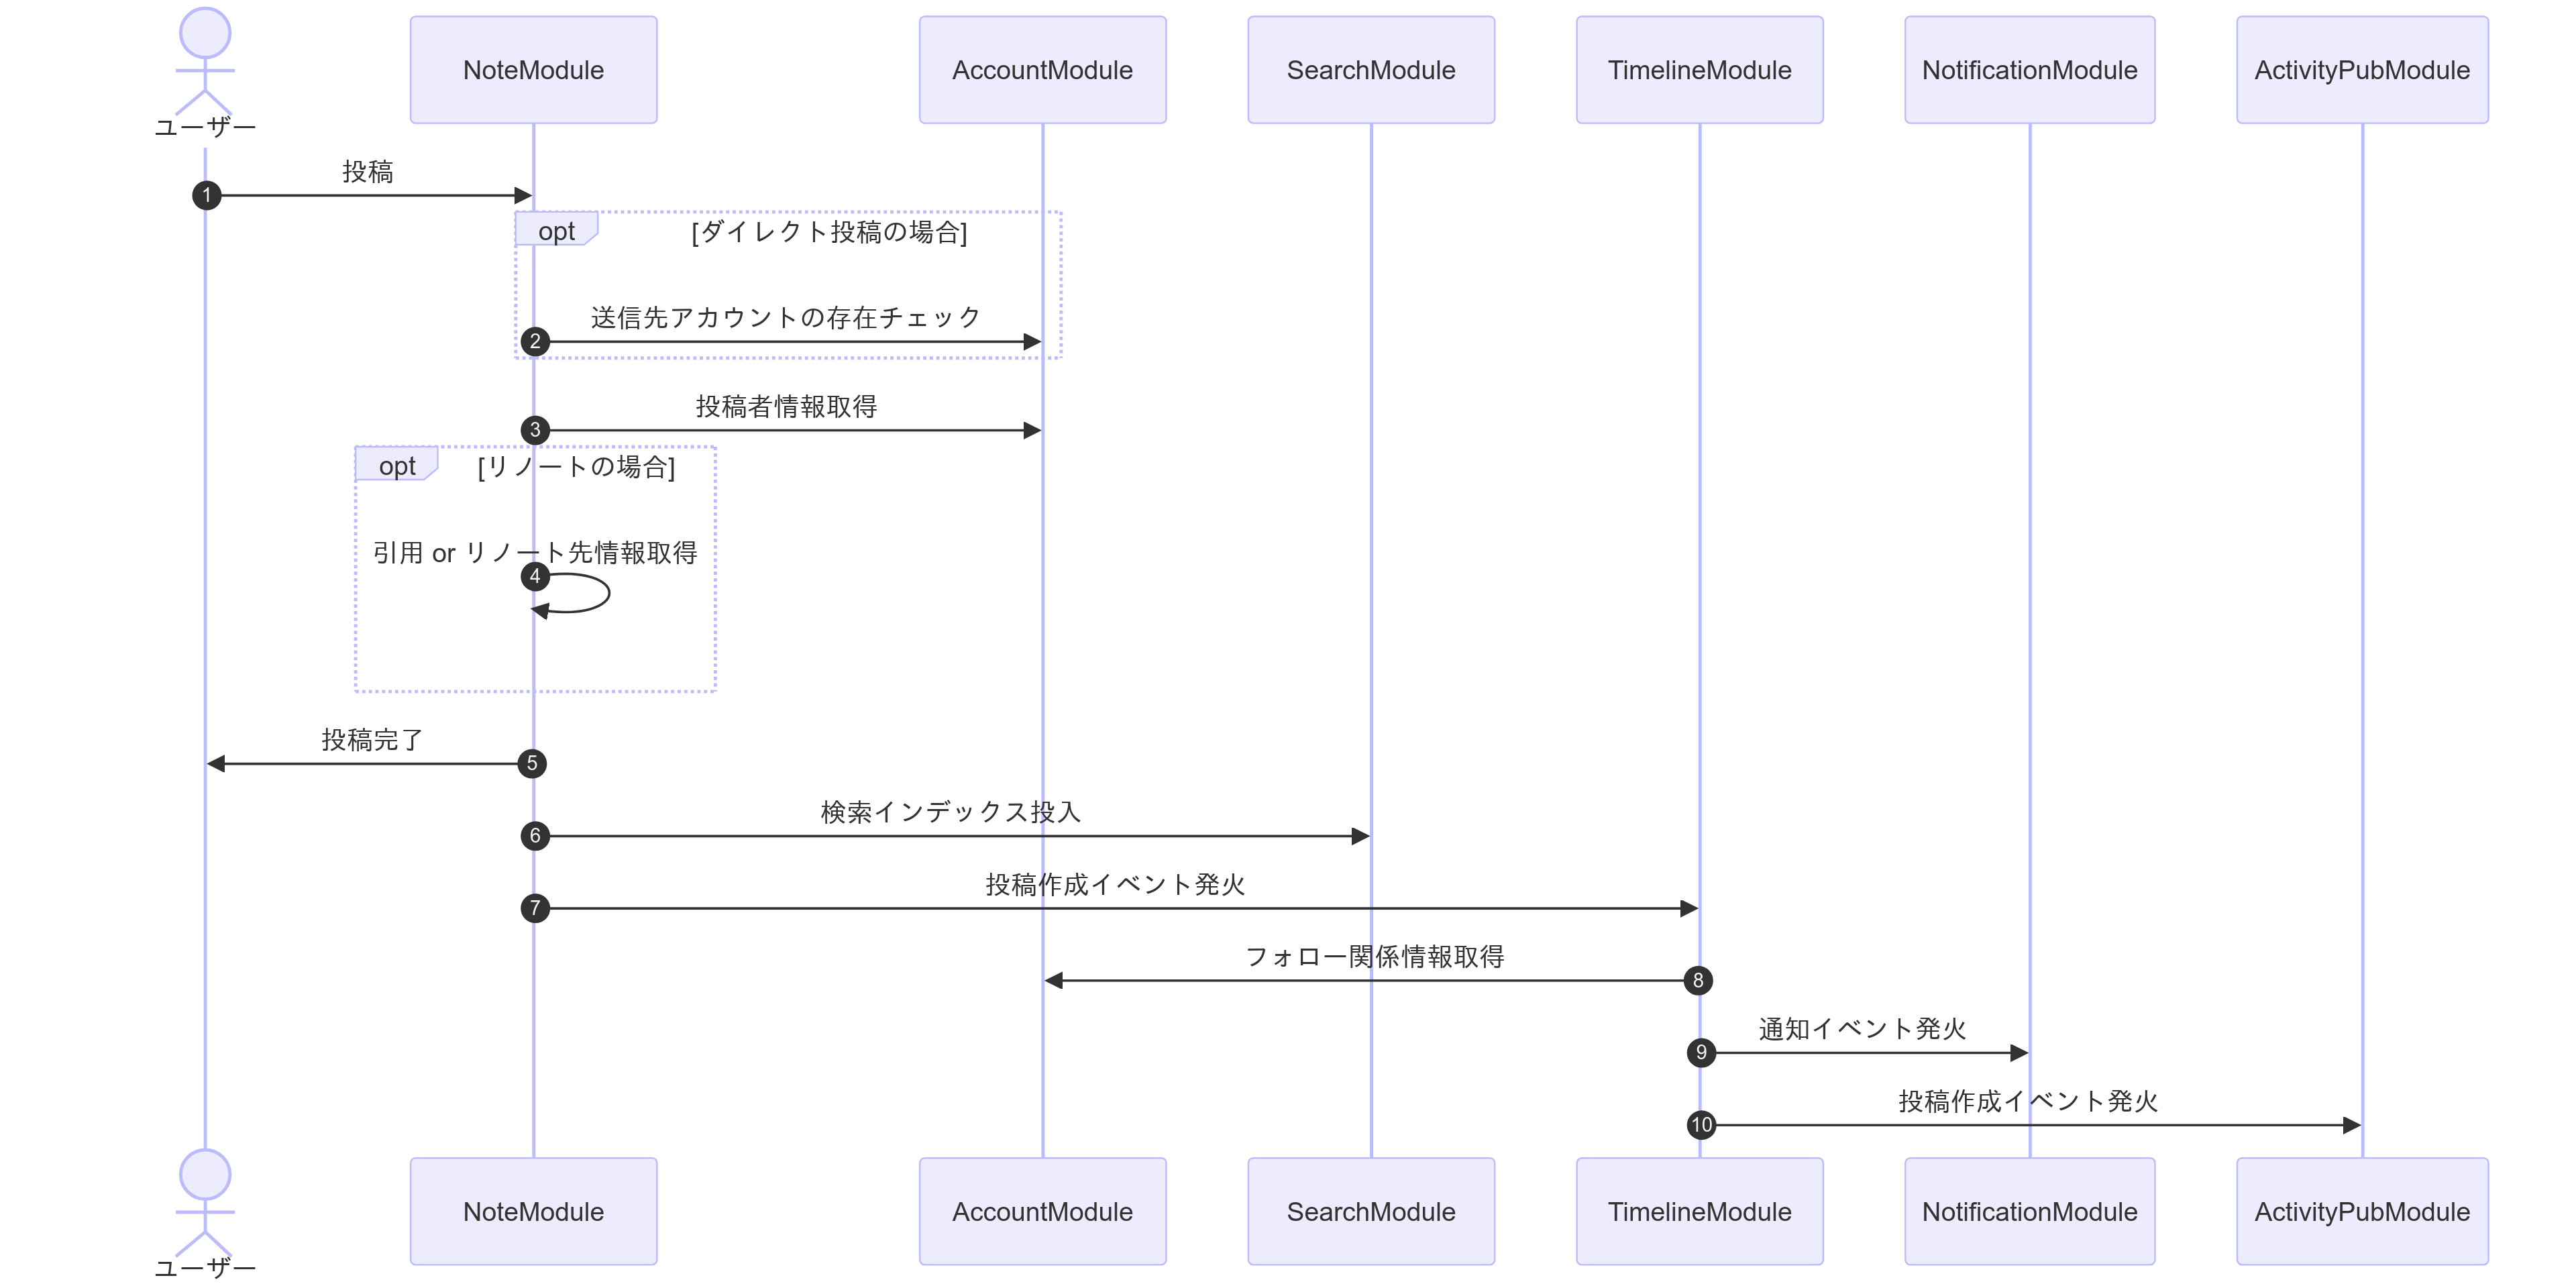 NoteModule
AccountModule
SearchModule
TimelineModule
NotificationModule
ActivityPubModule
ユーザー
投稿
1
opt
[ダイレクト投稿の場合]
送信先アカウントの存在チェック
2
投稿者情報取得
3
opt
[リノートの場合]
引用 or リノート先情報取得
4
投稿完了
5
検索インデックス投入
6
投稿作成イベント発火
7
フォロー関係情報取得
8
通知イベント発火
9
投稿作成イベント発火
10
NoteModule
AccountModule
SearchModule
TimelineModule
NotificationModule
ActivityPubModule
ユーザー